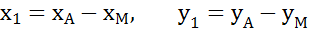 x₁ = x_A − x_M,   y₁ = y_A − y_M